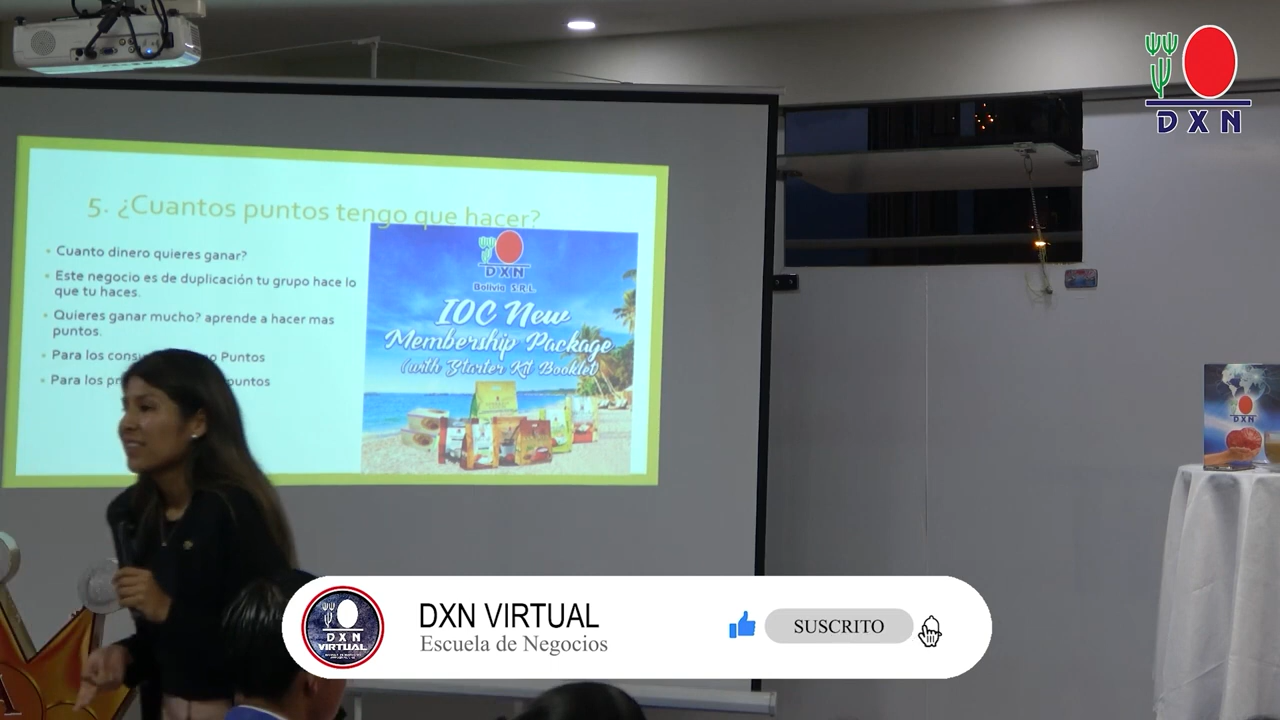 DXN
5. ¿Cuantos puntos tengo que hacer?
Cuanto dinero quieres ganar?
Este negocio es de duplicación tu grupo hace lo
que tu haces.
Quieres ganar mucho? aprende a hacer mas
puntos.
Para los Puntos
Para los puntos
DXN
Bolivia S.R.L.
IOC New
Membership Package
(with Starter Kit Booklet)
DXN
DXN
VIRTUAL
DXN VIRTUAL
Escuela de Negocios
SUSCRITO